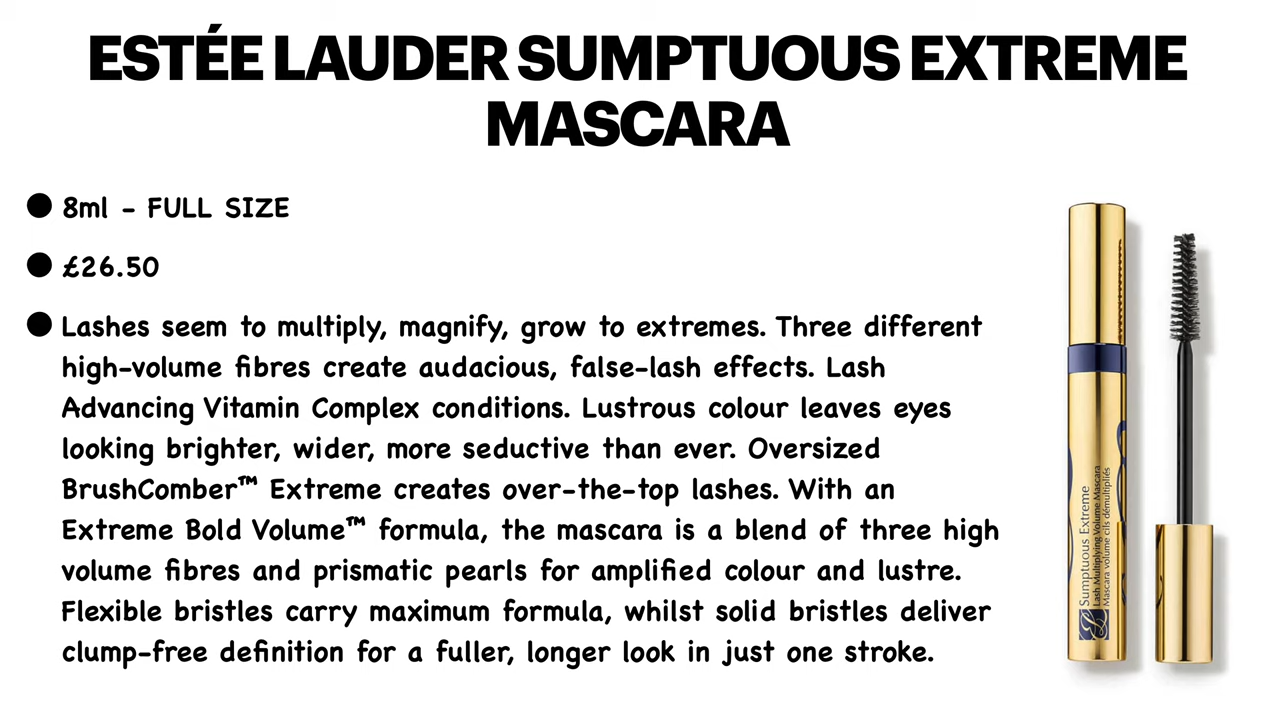 ESTÉE LAUDER SUMPTUOUS EXTREME
MASCARA
● 8ml - FULL SIZE
● £26.50
● Lashes seem to multiply, magnify, grow to extremes. Three different
high-volume fibres create audacious, false-lash effects. Lash
Advancing Vitamin Complex conditions. Lustrous colour leaves eyes
looking brighter, wider, more seductive than ever. Oversized
BrushComber™ Extreme creates over-the-top lashes. With an
Extreme Bold Volume™ formula, the mascara is a blend of three high
volume fibres and prismatic pearls for amplified colour and lustre.
Flexible bristles carry maximum formula, whilst solid bristles deliver
clump-free definition for a fuller, longer look in just one stroke.
Sumptuous Extreme
Lash Multiplying Volume Mascara
Mascara volume cils démultipliés